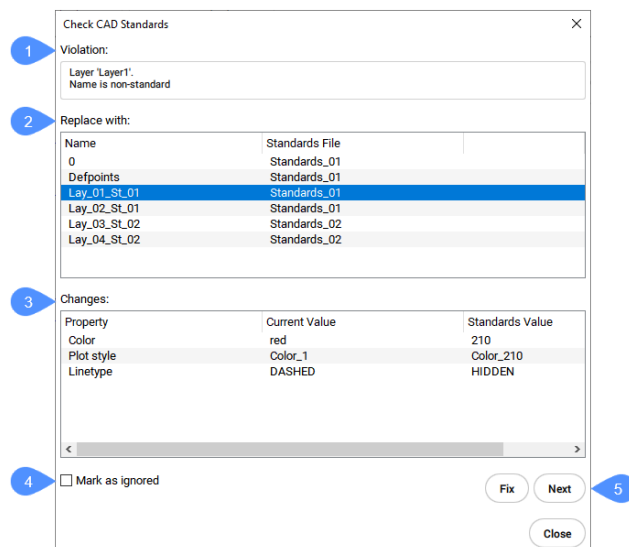 Check CAD Standards
1 Violation:
Layer 'Layer1'.
Name is non-standard
2 Replace with:
Name Standards File
0 Standards_01
Defpoints Standards_01
Lay_01_St_01 Standards_01
Lay_02_St_01 Standards_01
Lay_03_St_02 Standards_02
Lay_04_St_02 Standards_02
3 Changes:
Property Current Value Standards Value
Color red 210
Plot style Color_1 Color_210
Linetype DASHED HIDDEN
4 Mark as ignored
Fix Next 5
Close